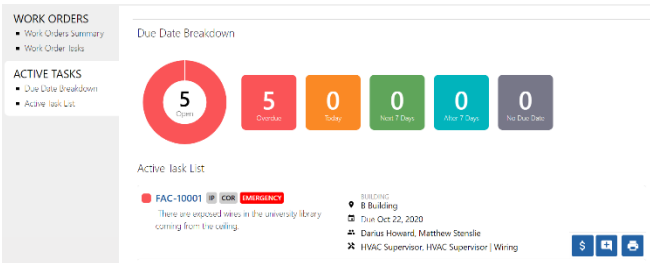 WORK ORDERS
Work Orders Summary
Work Order Tasks
ACTIVE TASKS
Due Date Breakdown
Active Task List
Due Date Breakdown
5
Open
5
Overdue
0
Today
0
Next 7 Days
0
After 7 Days
0
No Due Date
Active Task List
FAC-10001 IP COR EMERGENCY
There are exposed wires in the university library
coming from the ceiling.
BUILDING
B Building
Due Oct 22, 2020
Darius Howard, Matthew Stenslie
HVAC Supervisor, HVAC Supervisor | Wiring
$